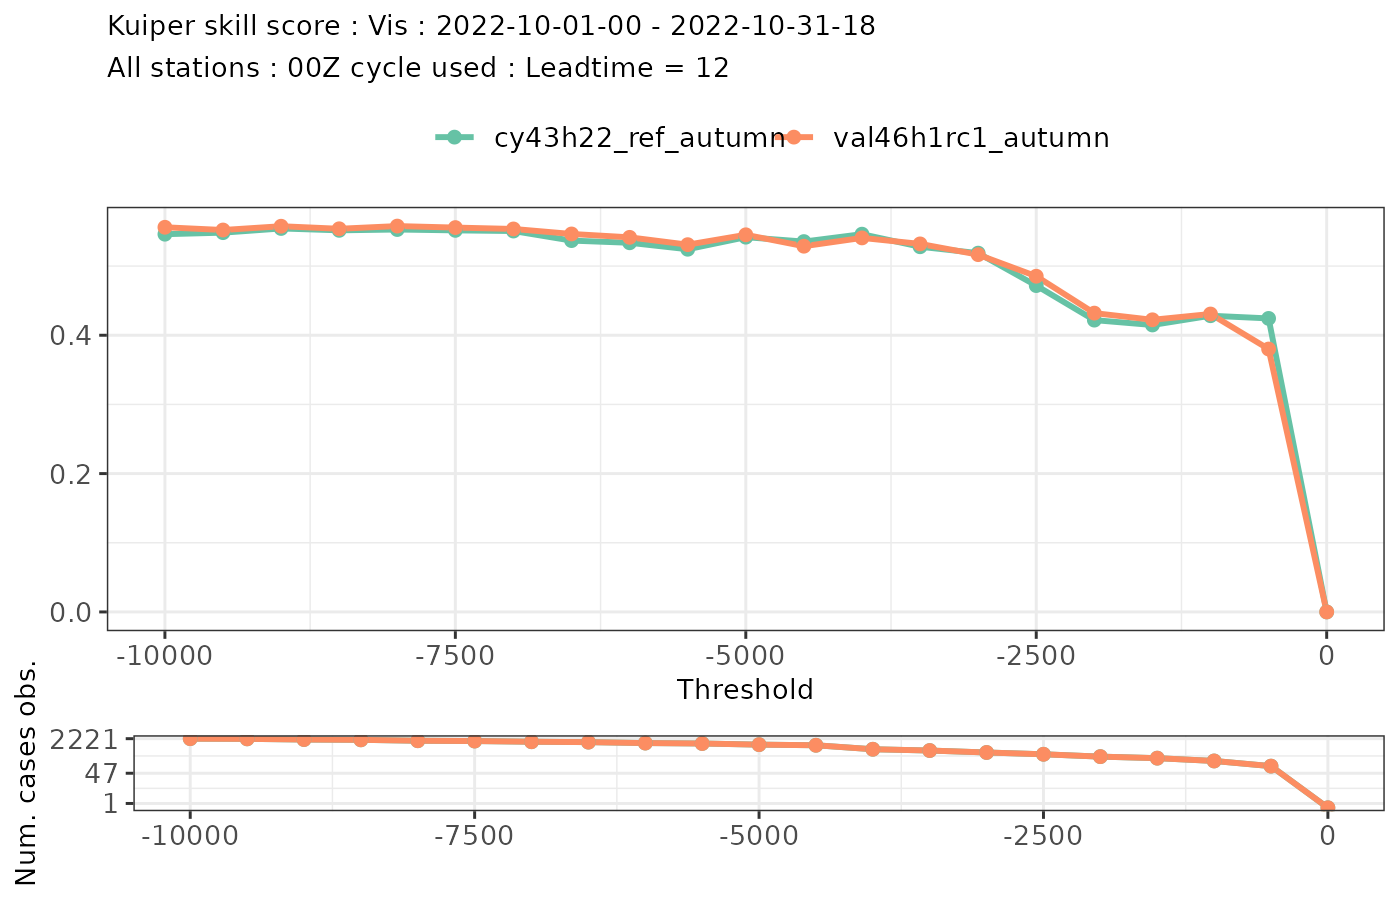 Kuiper skill score : Vis : 2022-10-01-00 - 2022-10-31-18
All stations : 00Z cycle used : Leadtime = 12
cy43h22_ref_autumn val46h1rc1_autumn
0.4
0.2
0.0
-10000 -7500 -5000 -2500 0
Threshold
Num. cases obs.
2221
47
1
-10000 -7500 -5000 -2500 0